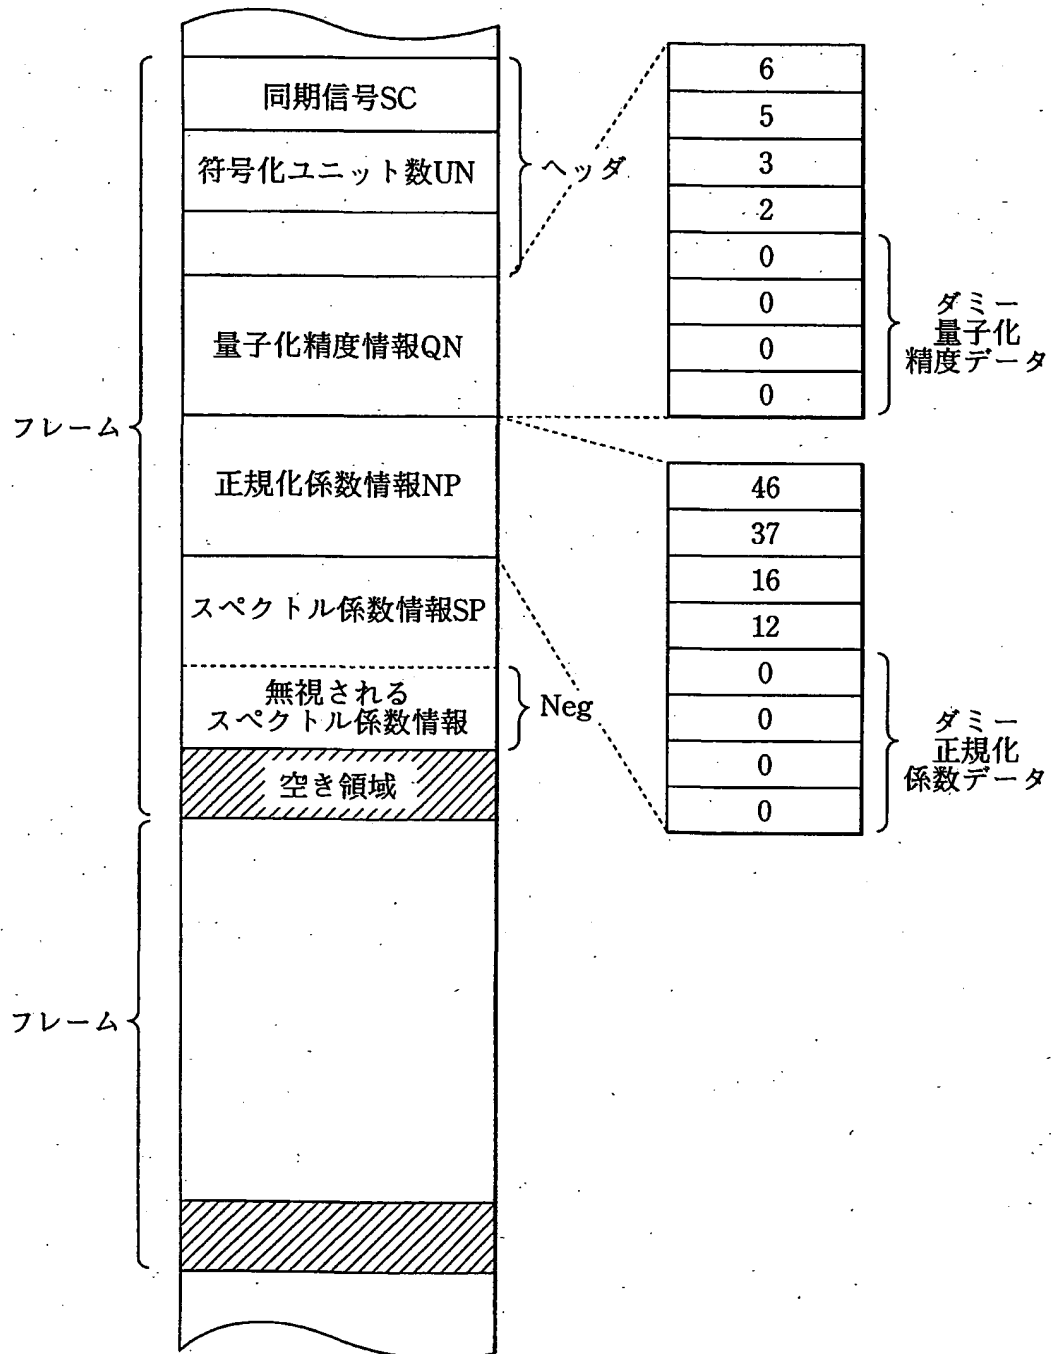 同期信号SC
符号化ユニット数UN
ヘッダ
量子化精度情報QN
フレーム
正規化係数情報NP
スペクトル係数情報SP
無視される
スペクトル係数情報
Neg
空き領域
フレーム
6
5
3
2
0
0
0
0
ダミー
量子化
精度データ
46
37
16
12
0
0
0
0
ダミー
正規化
係数データ